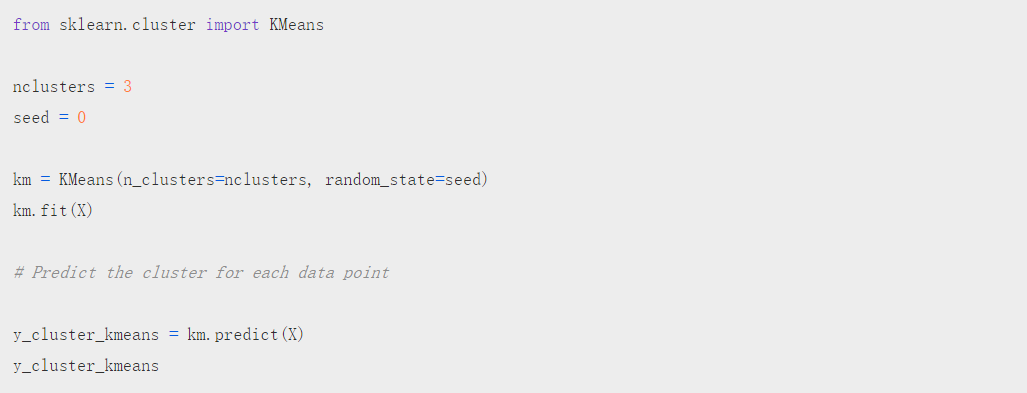 from sklearn.cluster import KMeans
nclusters = 3
seed = 0
km = KMeans(n_clusters=nclusters, random_state=seed)
km.fit(X)
# Predict the cluster for each data point
y_cluster_kmeans = km.predict(X)
y_cluster_kmeans